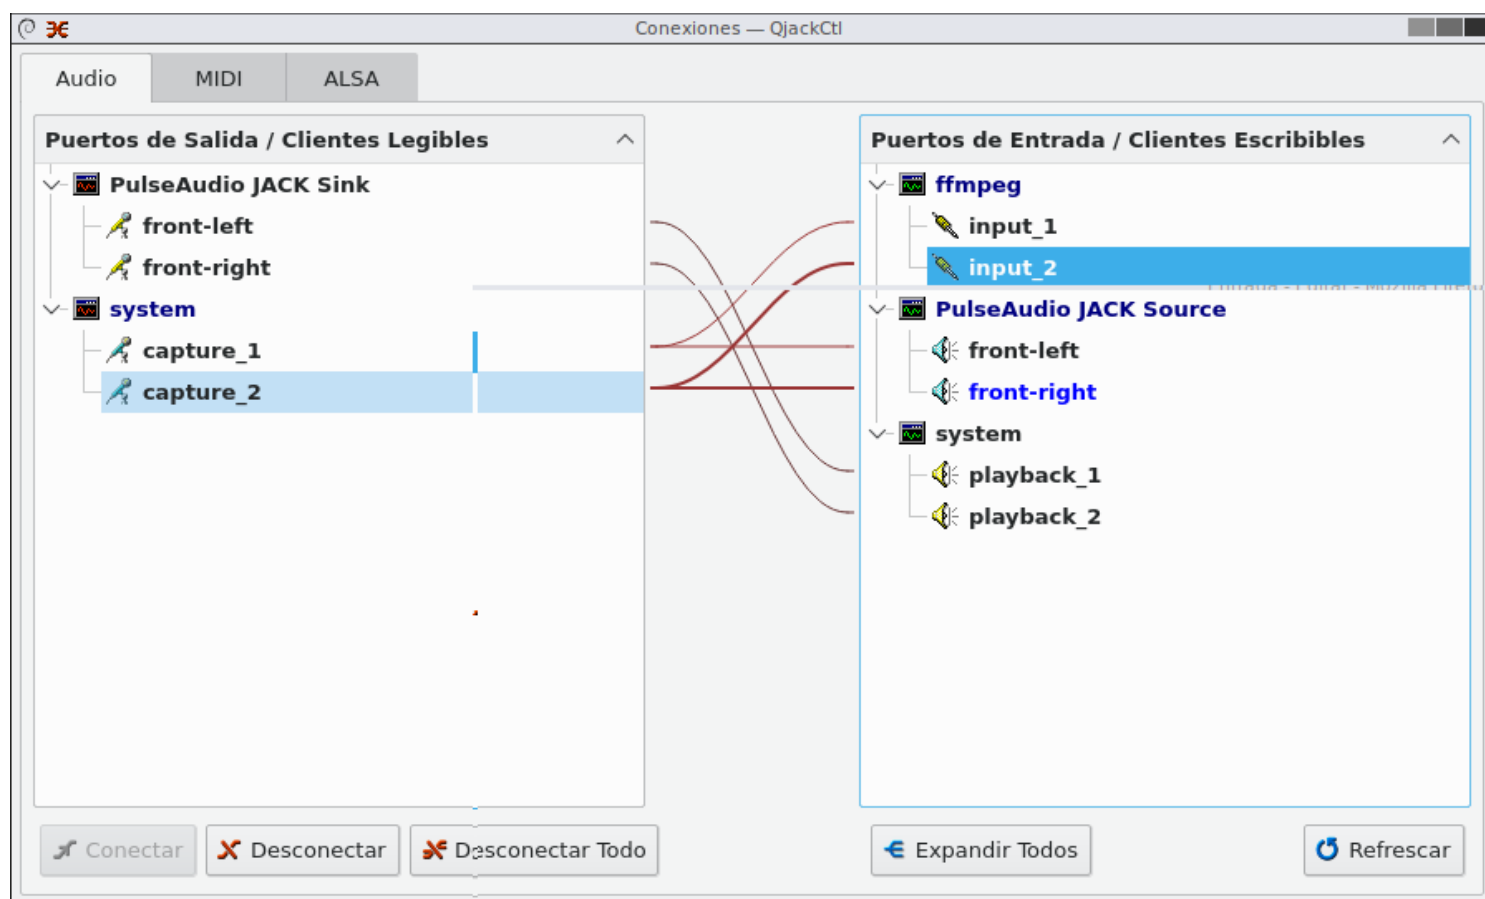 Conexiones — QjackCtl
Audio MIDI ALSA
Puertos de Salida / Clientes Legibles
PulseAudio JACK Sink
front-left
front-right
system
capture_1
capture_2
Puertos de Entrada / Clientes Escribibles
ffmpeg
input_1
input_2
PulseAudio JACK Source
front-left
front-right
system
playback_1
playback_2
Conectar Desconectar Desconectar Todo Expandir Todos Refrescar